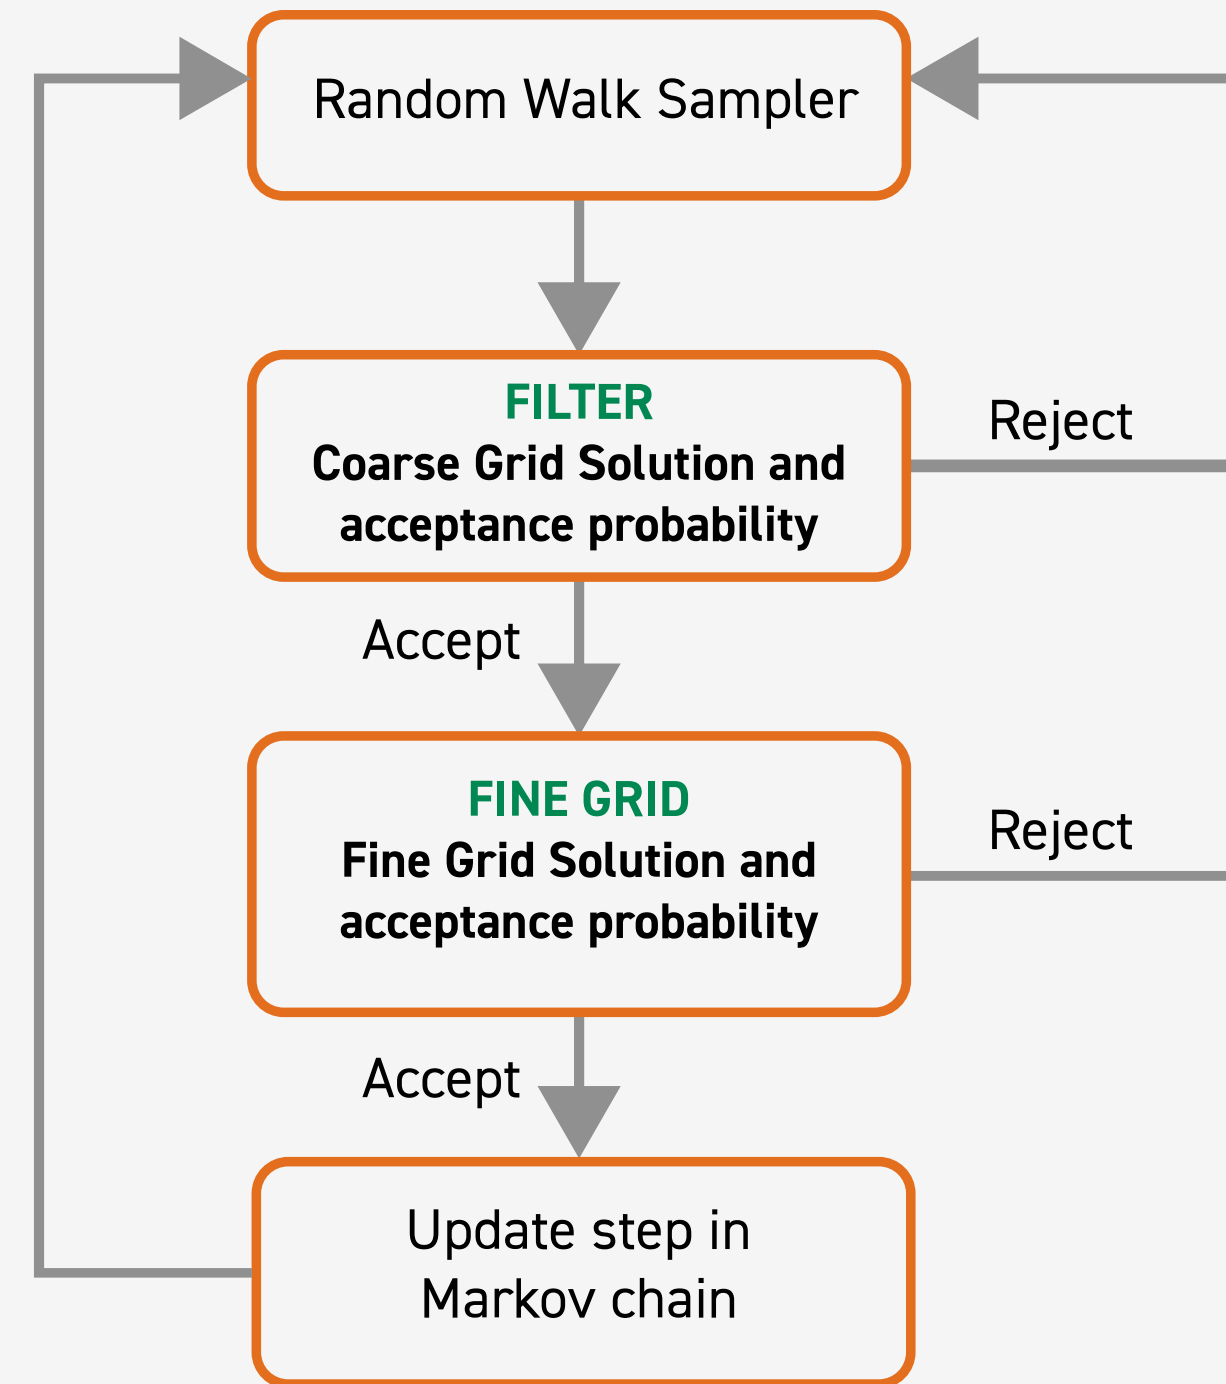 Random Walk Sampler
FILTER
Coarse Grid Solution and
acceptance probability
Reject
Accept
FINE GRID
Fine Grid Solution and
acceptance probability
Reject
Accept
Update step in
Markov chain